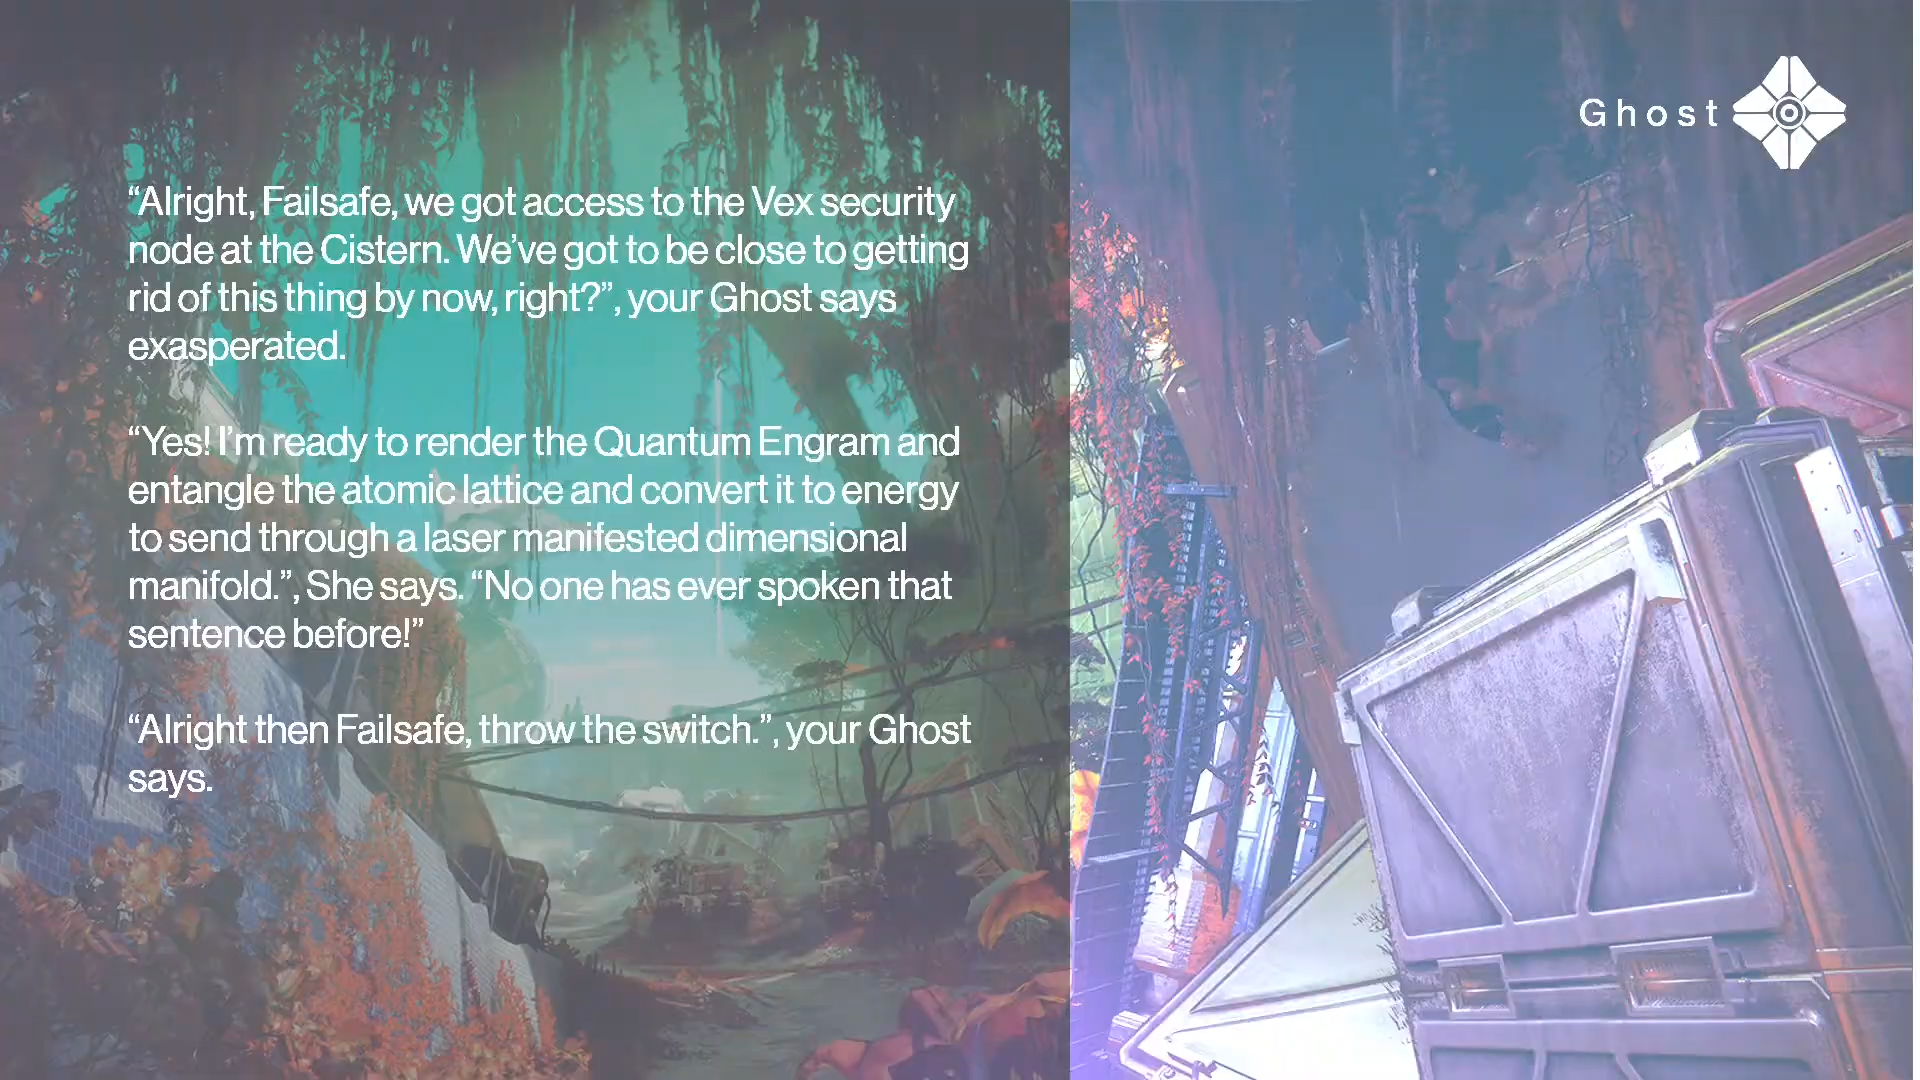 Ghost
“Alright, Failsafe, we got access to the Vex security
node at the Cistern. We’ve got to be close to getting
rid of this thing by now, right?”, your Ghost says
exasperated.
“Yes! I’m ready to render the Quantum Engram and
entangle the atomic lattice and convert it to energy
to send through a laser manifested dimensional
manifold.”, She says. “No one has ever spoken that
sentence before!”
“Alright then Failsafe, throw the switch.”, your Ghost
says.